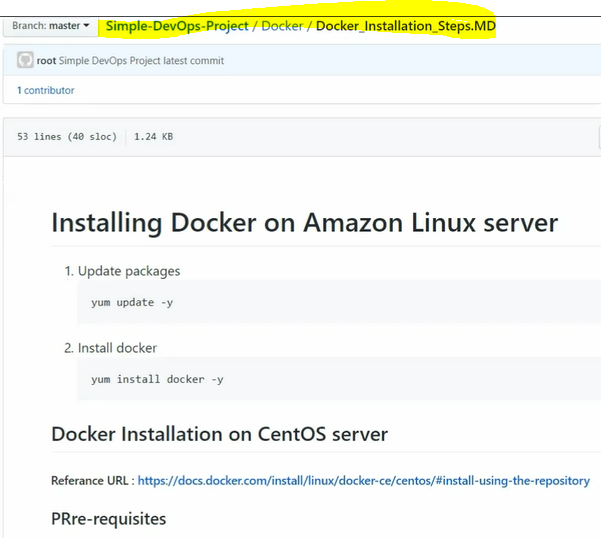 Branch: master Simple-DevOps-Project / Docker / Docker_Installation_Steps.MD
root Simple DevOps Project latest commit
1 contributor
53 lines (40 sloc) 1.24 KB
Installing Docker on Amazon Linux server
1. Update packages
yum update -y
2. Install docker
yum install docker -y
Docker Installation on CentOS server
Referance URL : https://docs.docker.com/install/linux/docker-ce/centos/#install-using-the-repository
PRre-requisites